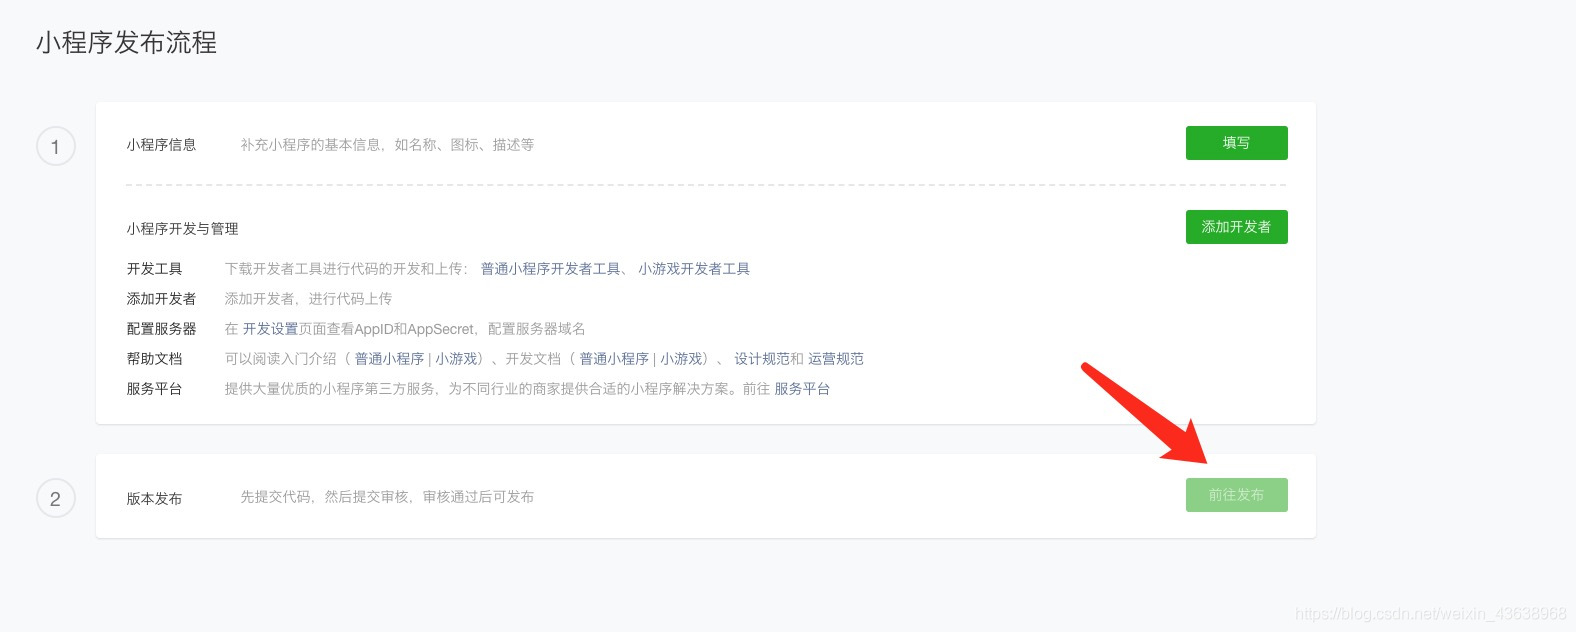 小程序发布流程
1
小程序信息 补充小程序的基本信息，如名称、图标、描述等 填写
小程序开发与管理 添加开发者
开发工具 下载开发者工具进行代码的开发和上传： 普通小程序开发者工具、 小游戏开发者工具
添加开发者 添加开发者，进行代码上传
配置服务器 在 开发设置页面查看AppID和AppSecret，配置服务器域名
帮助文档 可以阅读入门介绍（ 普通小程序 | 小游戏）、开发文档（ 普通小程序 | 小游戏）、 设计规范和 运营规范
服务平台 提供大量优质的小程序第三方服务，为不同行业的商家提供合适的小程序解决方案。前往 服务平台
2
版本发布 先提交代码，然后提交审核，审核通过后可发布 前往发布
https://blog.csdn.net/weixin_43638968